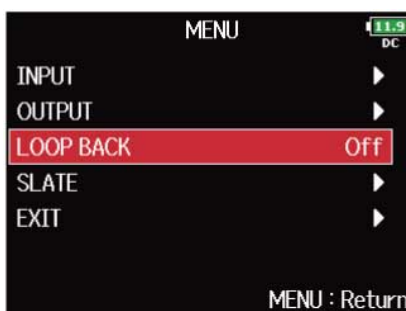 MENU
11.9
DC
INPUT
OUTPUT
LOOP BACK Off
SLATE
EXIT
MENU : Return